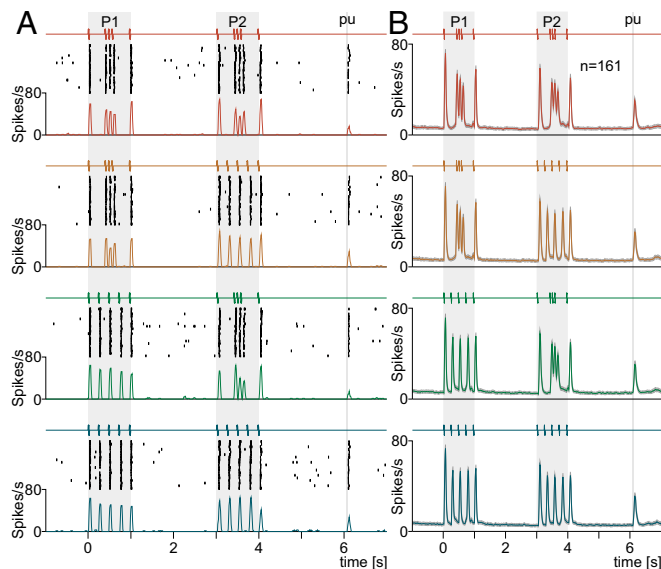 A P1 P2 pu
80
Spikes/s
0
80
Spikes/s
0
80
Spikes/s
0
80
Spikes/s
0
0 2 4 6
time [s]
B P1 P2 pu
80
n=161
Spikes/s
0
80
Spikes/s
0
80
Spikes/s
0
80
Spikes/s
0
0 2 4 6
time [s]